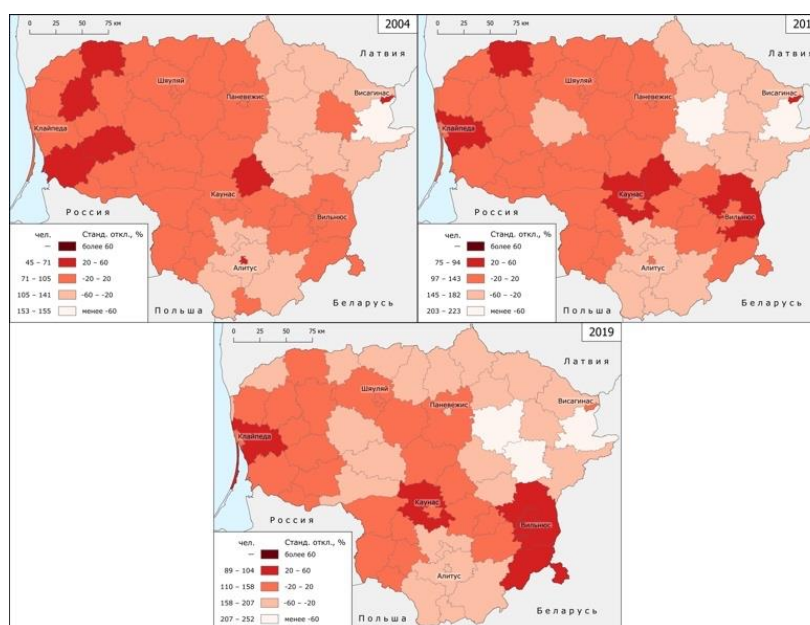 0 25 50 75 км
2004
Латвия
Шяуляй
Паневежис
Висагинас
Клайпеда
Каунас
Россия
Вильнюс
Алитус
Беларусь
Польша
чел. Станд. откл., %
— более 60
45 – 71 20 – 60
71 – 105 -20 – 20
105 – 141 -60 – -20
153 – 155 менее -60
0 25 50 75 км
201
Латвия
Шяуляй
Паневежис
Висагинас
Клайпеда
Каунас
Россия
Вильнюс
Алитус
Беларусь
Польша
чел. Станд. откл., %
— более 60
75 – 94 20 – 60
97 – 143 -20 – 20
145 – 182 -60 – -20
203 – 223 менее -60
0 25 50 75 км
2019
Латвия
Шяуляй
Паневежис
Висагинас
Клайпеда
Каунас
Россия
Вильнюс
Алитус
Беларусь
Польша
чел. Станд. откл., %
— более 60
89 – 104 20 – 60
110 – 158 -20 – 20
158 – 207 -60 – -20
207 – 252 менее -60